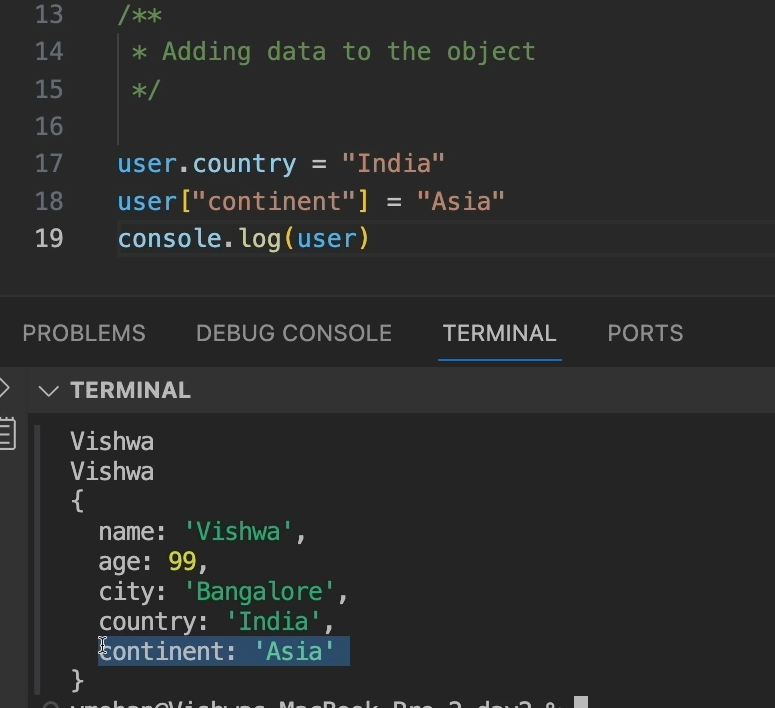 13 /**
14 * Adding data to the object
15 */
16
17 user.country = "India"
18 user["continent"] = "Asia"
19 console.log(user)
PROBLEMS DEBUG CONSOLE TERMINAL PORTS
TERMINAL
Vishwa
Vishwa
{
name: 'Vishwa',
age: 99,
city: 'Bangalore',
country: 'India',
continent: 'Asia'
}